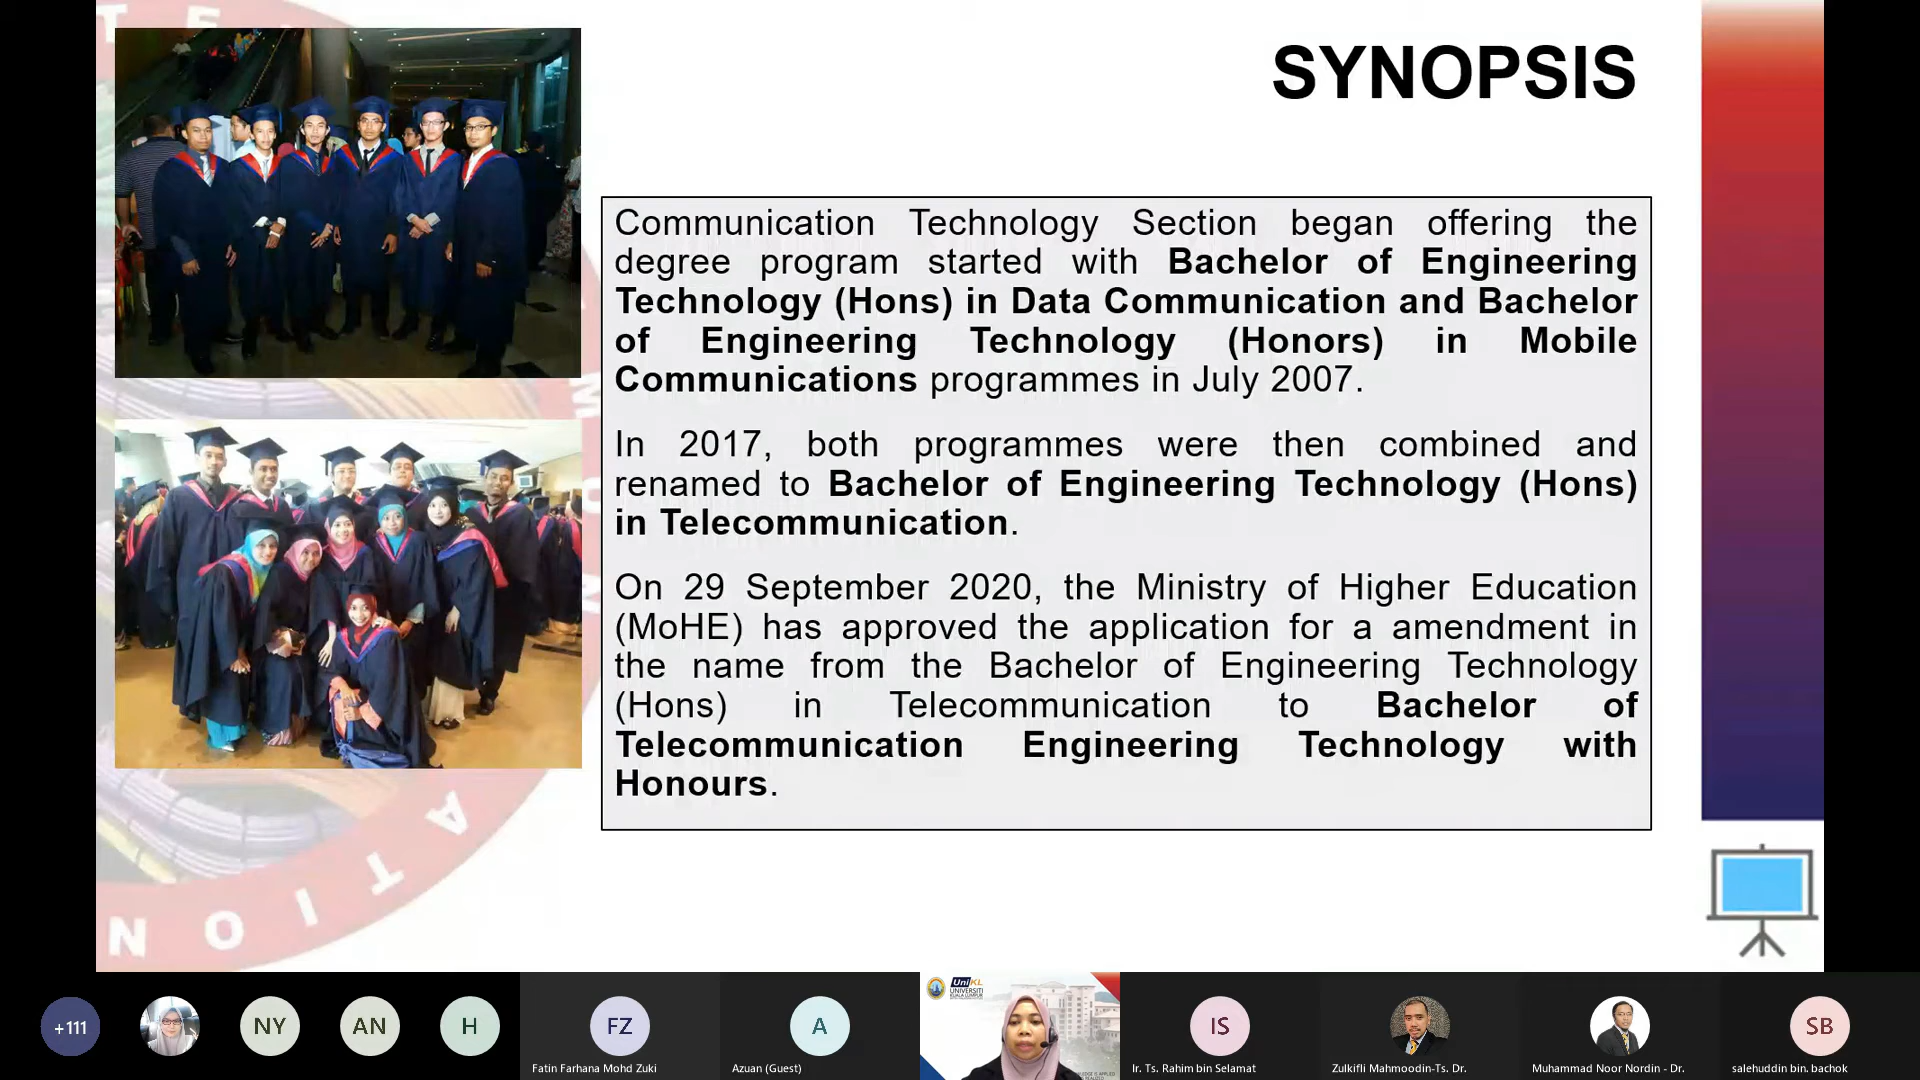 SYNOPSIS
Communication Technology Section began offering the
degree program started with Bachelor of Engineering
Technology (Hons) in Data Communication and Bachelor
of Engineering Technology (Honors) in Mobile
Communications programmes in July 2007.
In 2017, both programmes were then combined and
renamed to Bachelor of Engineering Technology (Hons)
in Telecommunication.
On 29 September 2020, the Ministry of Higher Education
(MoHE) has approved the application for a amendment in
the name from the Bachelor of Engineering Technology
(Hons) in Telecommunication to Bachelor of
Telecommunication Engineering Technology with
Honours.
+111
NY
AN
H
FZ
Fatin Farhana Mohd Zuki
A
Azuan (Guest)
UniKL
UNIVERSITI
KUALA LUMPUR
IS
Ir. Ts. Rahim bin Selamat
Zulkifli Mahmoodin-Ts. Dr.
Muhammad Noor Nordin - Dr.
SB
salehuddin bin. bachok